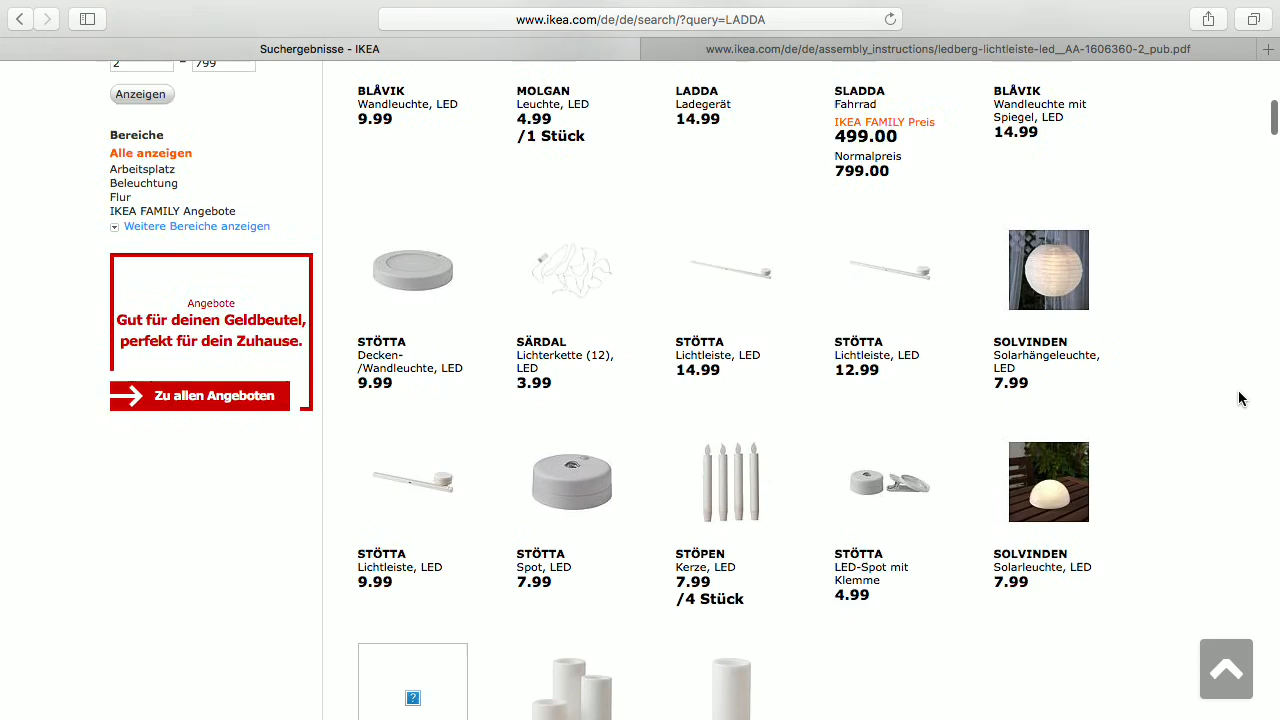 www.ikea.com/de/de/search/?query=LADDA
Suchergebnisse - IKEA
www.ikea.com/de/de/assembly_instructions/ledberg-lichtleiste-led__AA-1606360-2_pub.pdf
2 – 799
Anzeigen
Bereiche
Alle anzeigen
Arbeitsplatz
Beleuchtung
Flur
IKEA FAMILY Angebote
Weitere Bereiche anzeigen
Angebote
Gut für deinen Geldbeutel,
perfekt für dein Zuhause.
Zu allen Angeboten
BLÅVIK
Wandleuchte, LED
9.99
MOLGAN
Leuchte, LED
4.99
/1 Stück
LADDA
Ladegerät
14.99
SLADDA
Fahrrad
IKEA FAMILY Preis
499.00
Normalpreis
799.00
BLÅVIK
Wandleuchte mit
Spiegel, LED
14.99
STÖTTA
Decken-
/Wandleuchte, LED
9.99
SÄRDAL
Lichterkette (12),
LED
3.99
STÖTTA
Lichtleiste, LED
14.99
STÖTTA
Lichtleiste, LED
12.99
SOLVINDEN
Solarhängeleuchte,
LED
7.99
STÖTTA
Lichtleiste, LED
9.99
STÖTTA
Spot, LED
7.99
STÖPEN
Kerze, LED
7.99
/4 Stück
STÖTTA
LED-Spot mit
Klemme
4.99
SOLVINDEN
Solarleuchte, LED
7.99
?